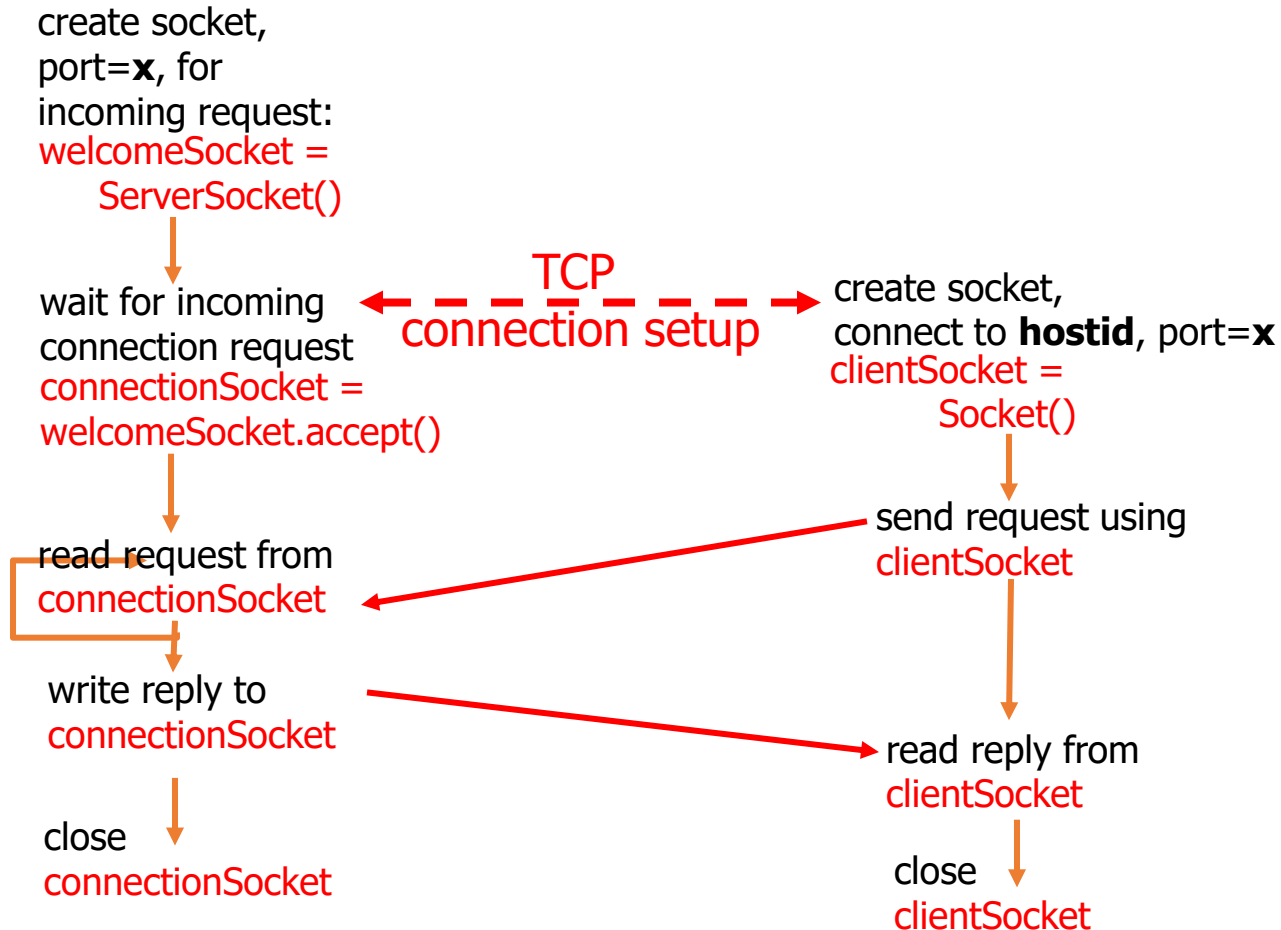 create socket,
port=x, for
incoming request:
welcomeSocket =
ServerSocket()
wait for incoming
connection request
connectionSocket =
welcomeSocket.accept()
read request from
connectionSocket
write reply to
connectionSocket
close
connectionSocket
TCP
connection setup
create socket,
connect to hostid, port=x
clientSocket =
Socket()
send request using
clientSocket
read reply from
clientSocket
close
clientSocket